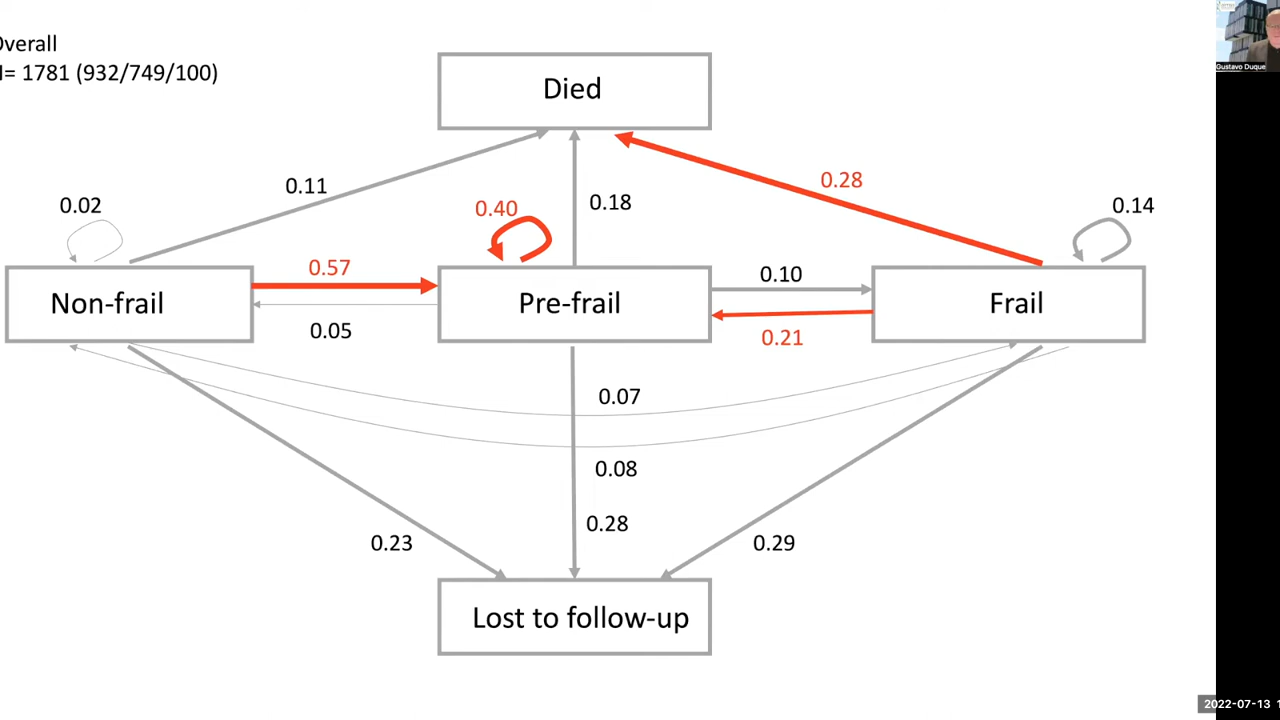 Overall
N= 1781 (932/749/100)
Died
0.11
0.18
0.28
0.02
0.40
0.14
0.57
0.10
Non-frail
Pre-frail
Frail
0.05
0.21
0.07
0.08
0.28
0.23
0.29
Lost to follow-up
Gustavo Duque
2022-07-13